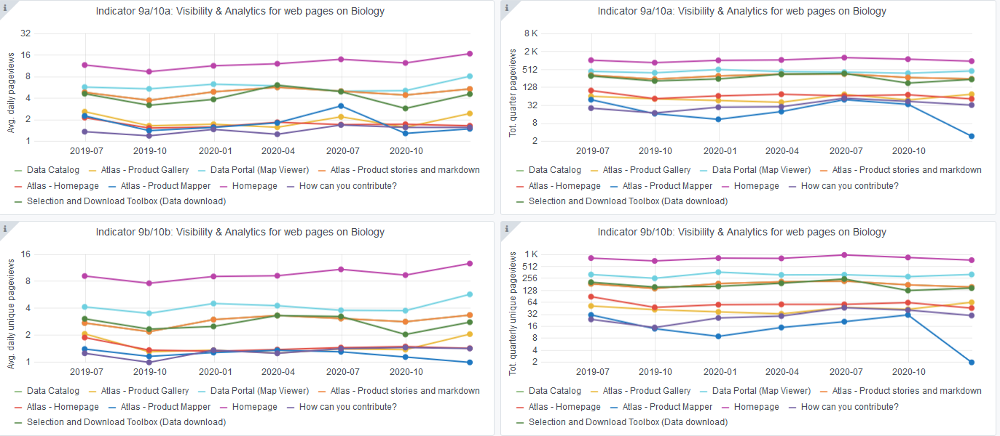 Indicator 9a/10a: Visibility & Analytics for web pages on Biology
Avg. daily pageviews
32
16
8
4
2
1
2019-07 2019-10 2020-01 2020-04 2020-07 2020-10
Data Catalog Atlas - Product Gallery Data Portal (Map Viewer) Atlas - Product stories and markdown
Atlas - Homepage Atlas - Product Mapper Homepage How can you contribute?
Selection and Download Toolbox (Data download)
Indicator 9a/10a: Visibility & Analytics for web pages on Biology
Tot. quarter pageviews
8 K
2 K
512
128
32
8
2
2019-07 2019-10 2020-01 2020-04 2020-07 2020-10
Data Catalog Atlas - Product Gallery Data Portal (Map Viewer) Atlas - Product stories and markdown
Atlas - Homepage Atlas - Product Mapper Homepage How can you contribute?
Selection and Download Toolbox (Data download)
Indicator 9b/10b: Visibility & Analytics for web pages on Biology
Avg. daily unique pageviews
16
8
4
2
1
2019-07 2019-10 2020-01 2020-04 2020-07 2020-10
Data Catalog Atlas - Product Gallery Data Portal (Map Viewer) Atlas - Product stories and markdown
Atlas - Homepage Atlas - Product Mapper Homepage How can you contribute?
Selection and Download Toolbox (Data download)
Indicator 9b/10b: Visibility & Analytics for web pages on Biology
Tot. quarterly unique pageviews
1 K
512
256
128
64
32
16
8
4
2
2019-07 2019-10 2020-01 2020-04 2020-07 2020-10
Data Catalog Atlas - Product Gallery Data Portal (Map Viewer) Atlas - Product stories and markdown
Atlas - Homepage Atlas - Product Mapper Homepage How can you contribute?
Selection and Download Toolbox (Data download)